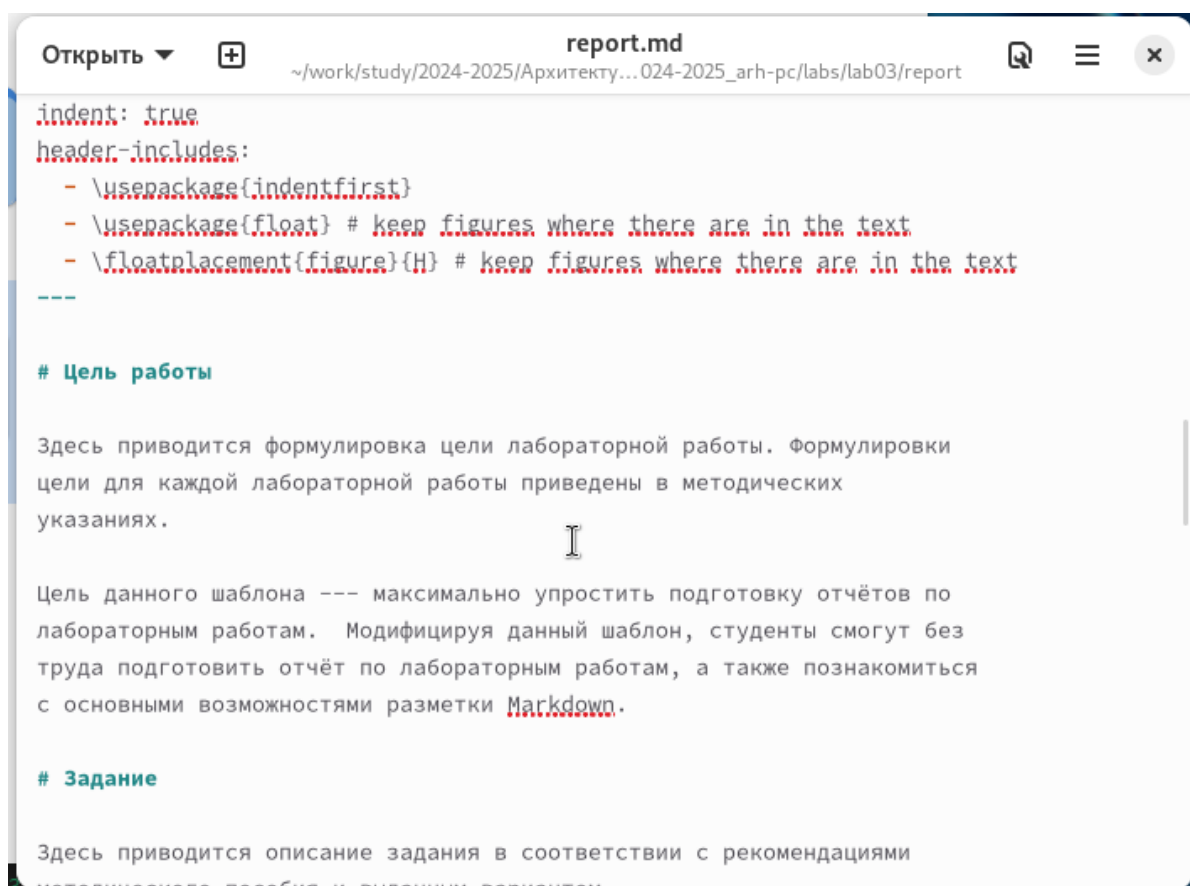 Открыть
report.md
~/work/study/2024-2025/Архитекту...024-2025_arh-pc/labs/lab03/report
indent: true
header-includes:
- \usepackage{indentfirst}
- \usepackage{float} # keep figures where there are in the text
- \floatplacement{figure}{H} # keep figures where there are in the text
---
# Цель работы
Здесь приводится формулировка цели лабораторной работы. Формулировки
цели для каждой лабораторной работы приведены в методических
указаниях.
Цель данного шаблона --- максимально упростить подготовку отчётов по
лабораторным работам.  Модифицируя данный шаблон, студенты смогут без
труда подготовить отчёт по лабораторным работам, а также познакомиться
с основными возможностями разметки Markdown.
# Задание
Здесь приводится описание задания в соответствии с рекомендациями